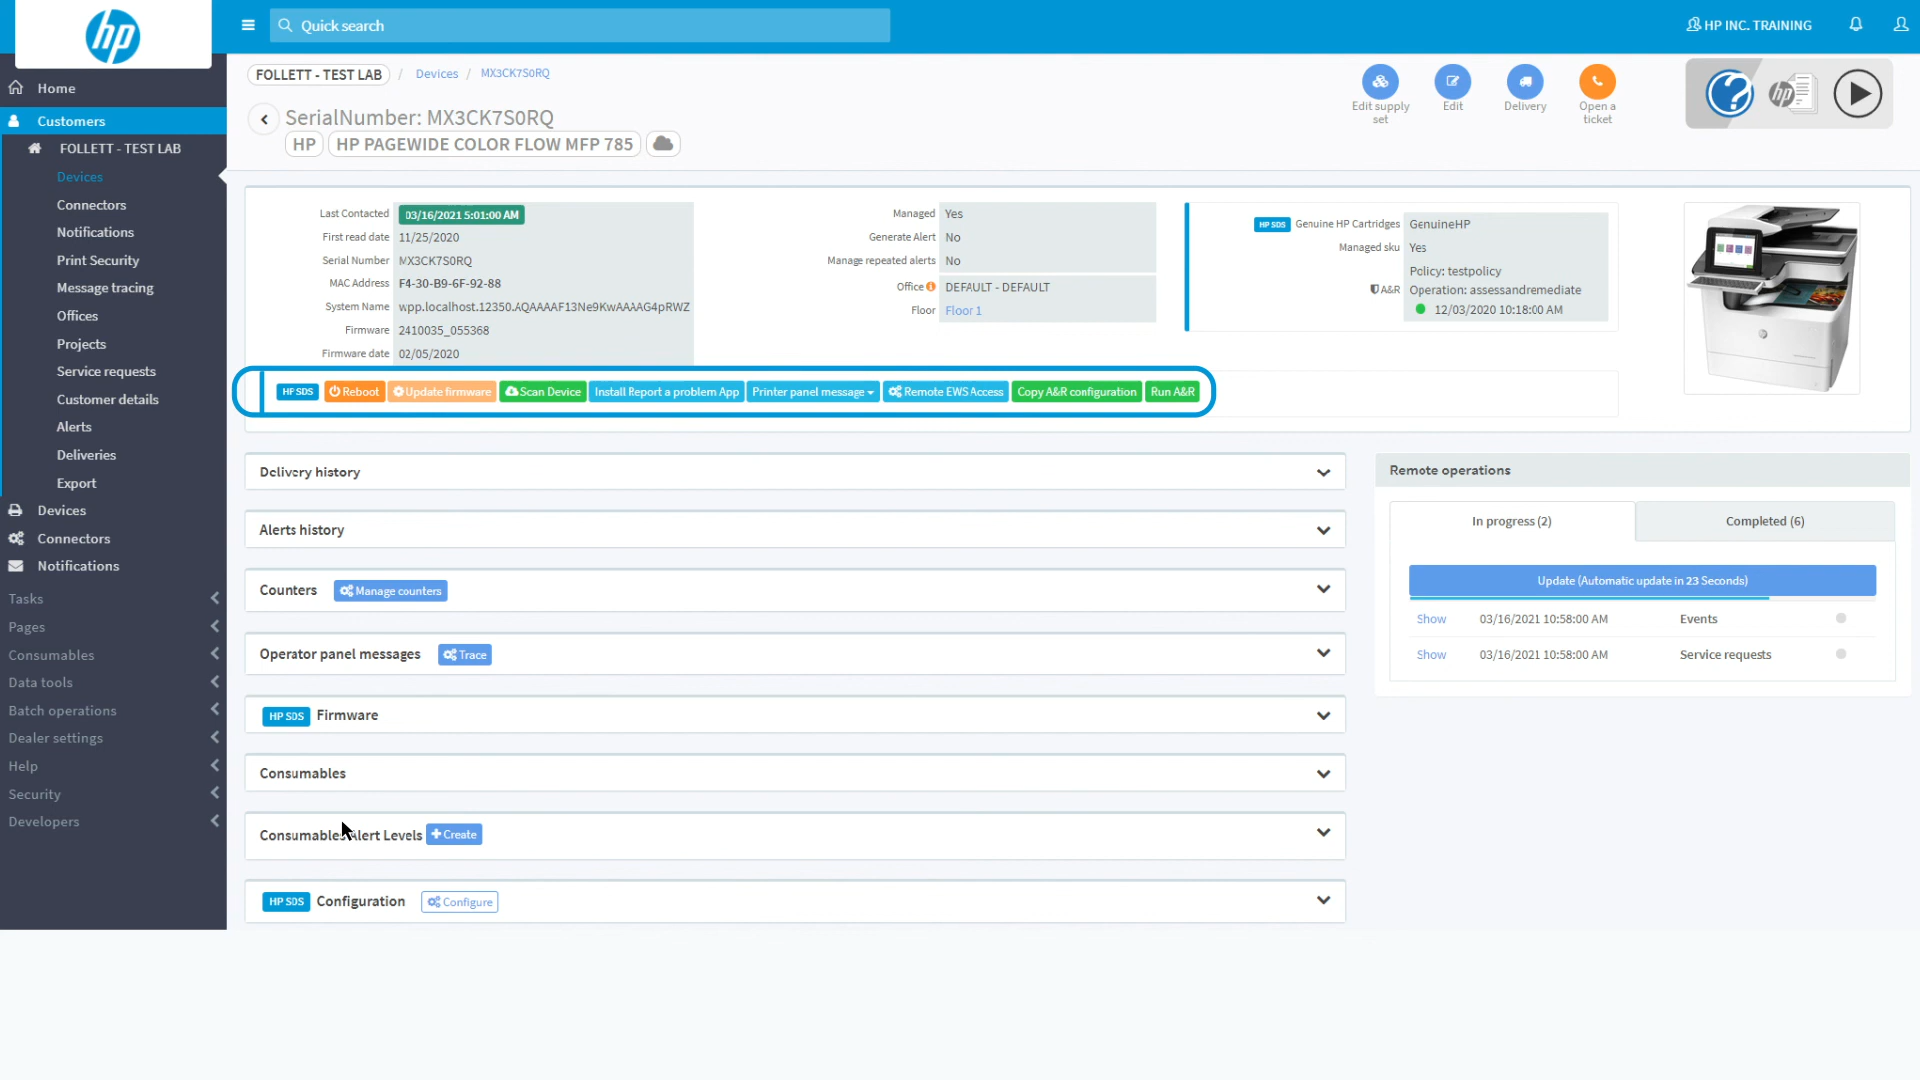 hp
Quick search
HP INC. TRAINING
Home
Customers
FOLLETT - TEST LAB
Devices
Connectors
Notifications
Print Security
Message tracing
Offices
Projects
Service requests
Customer details
Alerts
Deliveries
Export
Devices
Connectors
Notifications
Tasks
Pages
Consumables
Data tools
Batch operations
Dealer settings
Help
Security
Developers
FOLLETT - TEST LAB / Devices / MX3CK7S0RQ
SerialNumber: MX3CK7S0RQ
HP HP PAGEWIDE COLOR FLOW MFP 785
Edit supply set
Edit
Delivery
Open a ticket
?
hp
Last Contacted 03/16/2021 5:01:00 AM
First read date 11/25/2020
Serial Number MX3CK7S0RQ
MAC Address F4-30-B9-6F-92-88
System Name wpp.localhost.12350.AQAAAAF13Ne9KwAAAAG4pRWZ
Firmware 2410035_055368
Firmware date 02/05/2020
Managed Yes
Generate Alert No
Manage repeated alerts No
Office DEFAULT - DEFAULT
Floor Floor 1
HP SDS Genuine HP Cartridges GenuineHP
Managed sku Yes
A&R Policy: testpolicy
Operation: assessandremediate
12/03/2020 10:18:00 AM
HP SDS Reboot Update firmware Scan Device Install Report a problem App Printer panel message Remote EWS Access Copy A&R configuration Run A&R
Delivery history
Alerts history
Counters Manage counters
Operator panel messages Trace
HP SDS Firmware
Consumables
Consumables Alert Levels Create
HP SDS Configuration Configure
Remote operations
In progress (2) Completed (6)
Update (Automatic update in 23 Seconds)
Show 03/16/2021 10:58:00 AM Events
Show 03/16/2021 10:58:00 AM Service requests